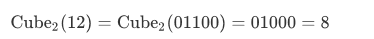 Cube₂(12) = Cube₂(01100) = 01000 = 8